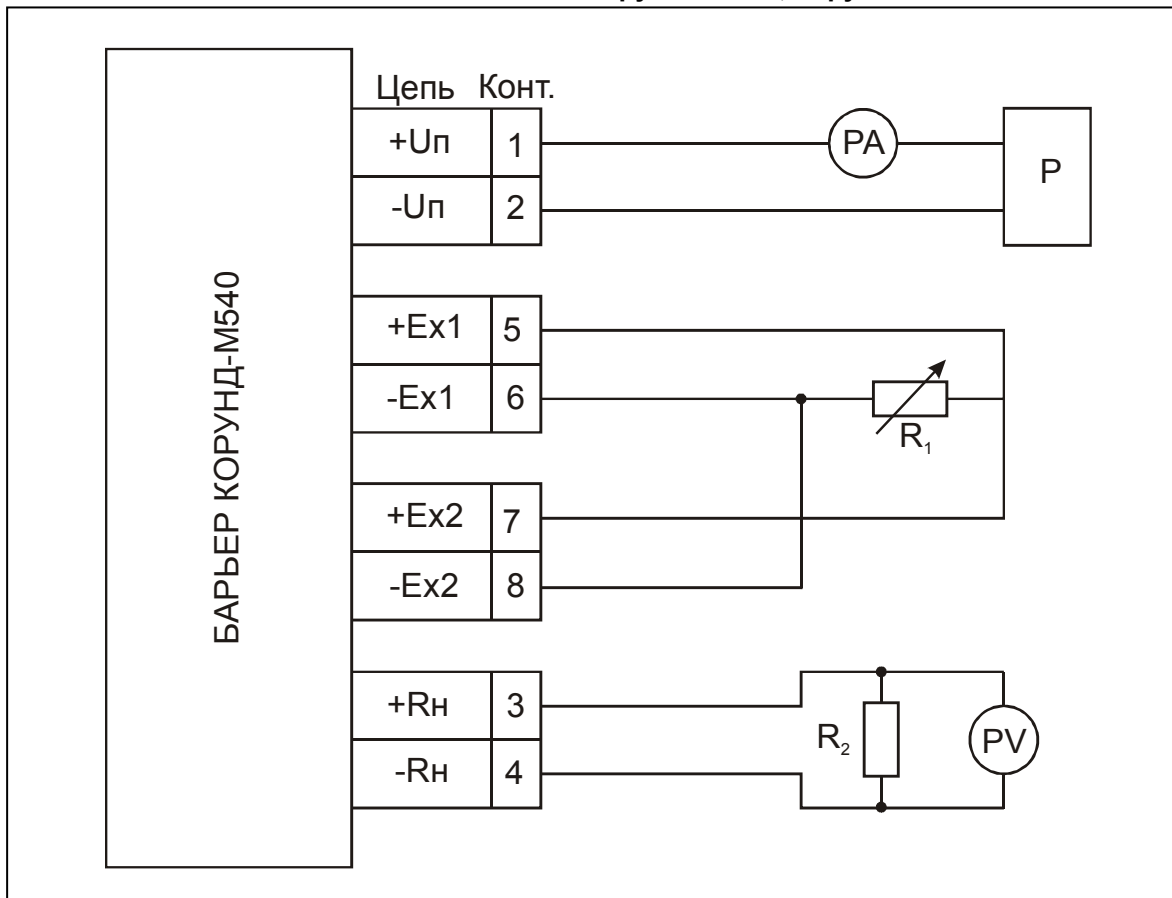 БАРЬЕР КОРУНД-М540
Цепь Конт.
+Uп 1
-Uп 2
PA
P
+Ex1 5
-Ex1 6
R1
+Ex2 7
-Ex2 8
+Rн 3
-Rн 4
R2
PV